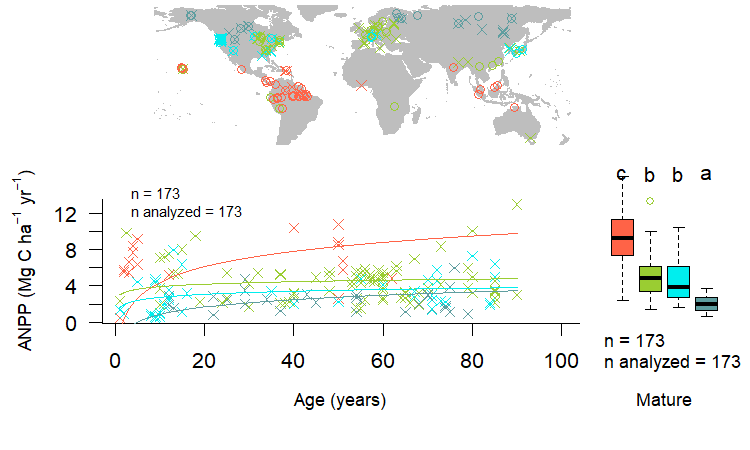 n = 173
n analyzed = 173
ANPP (Mg C ha⁻¹ yr⁻¹)
12
8
4
0
0
20
40
60
80
100
Age (years)
c b b a
n = 173
n analyzed = 173
Mature